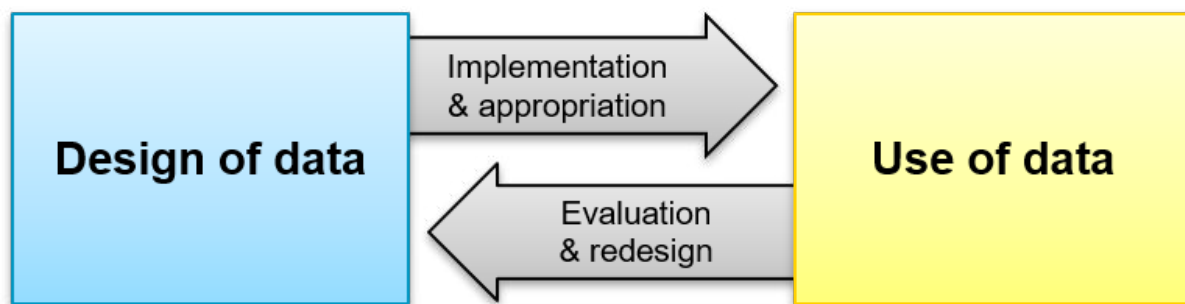 Design of data
Implementation
& appropriation
Evaluation
& redesign
Use of data